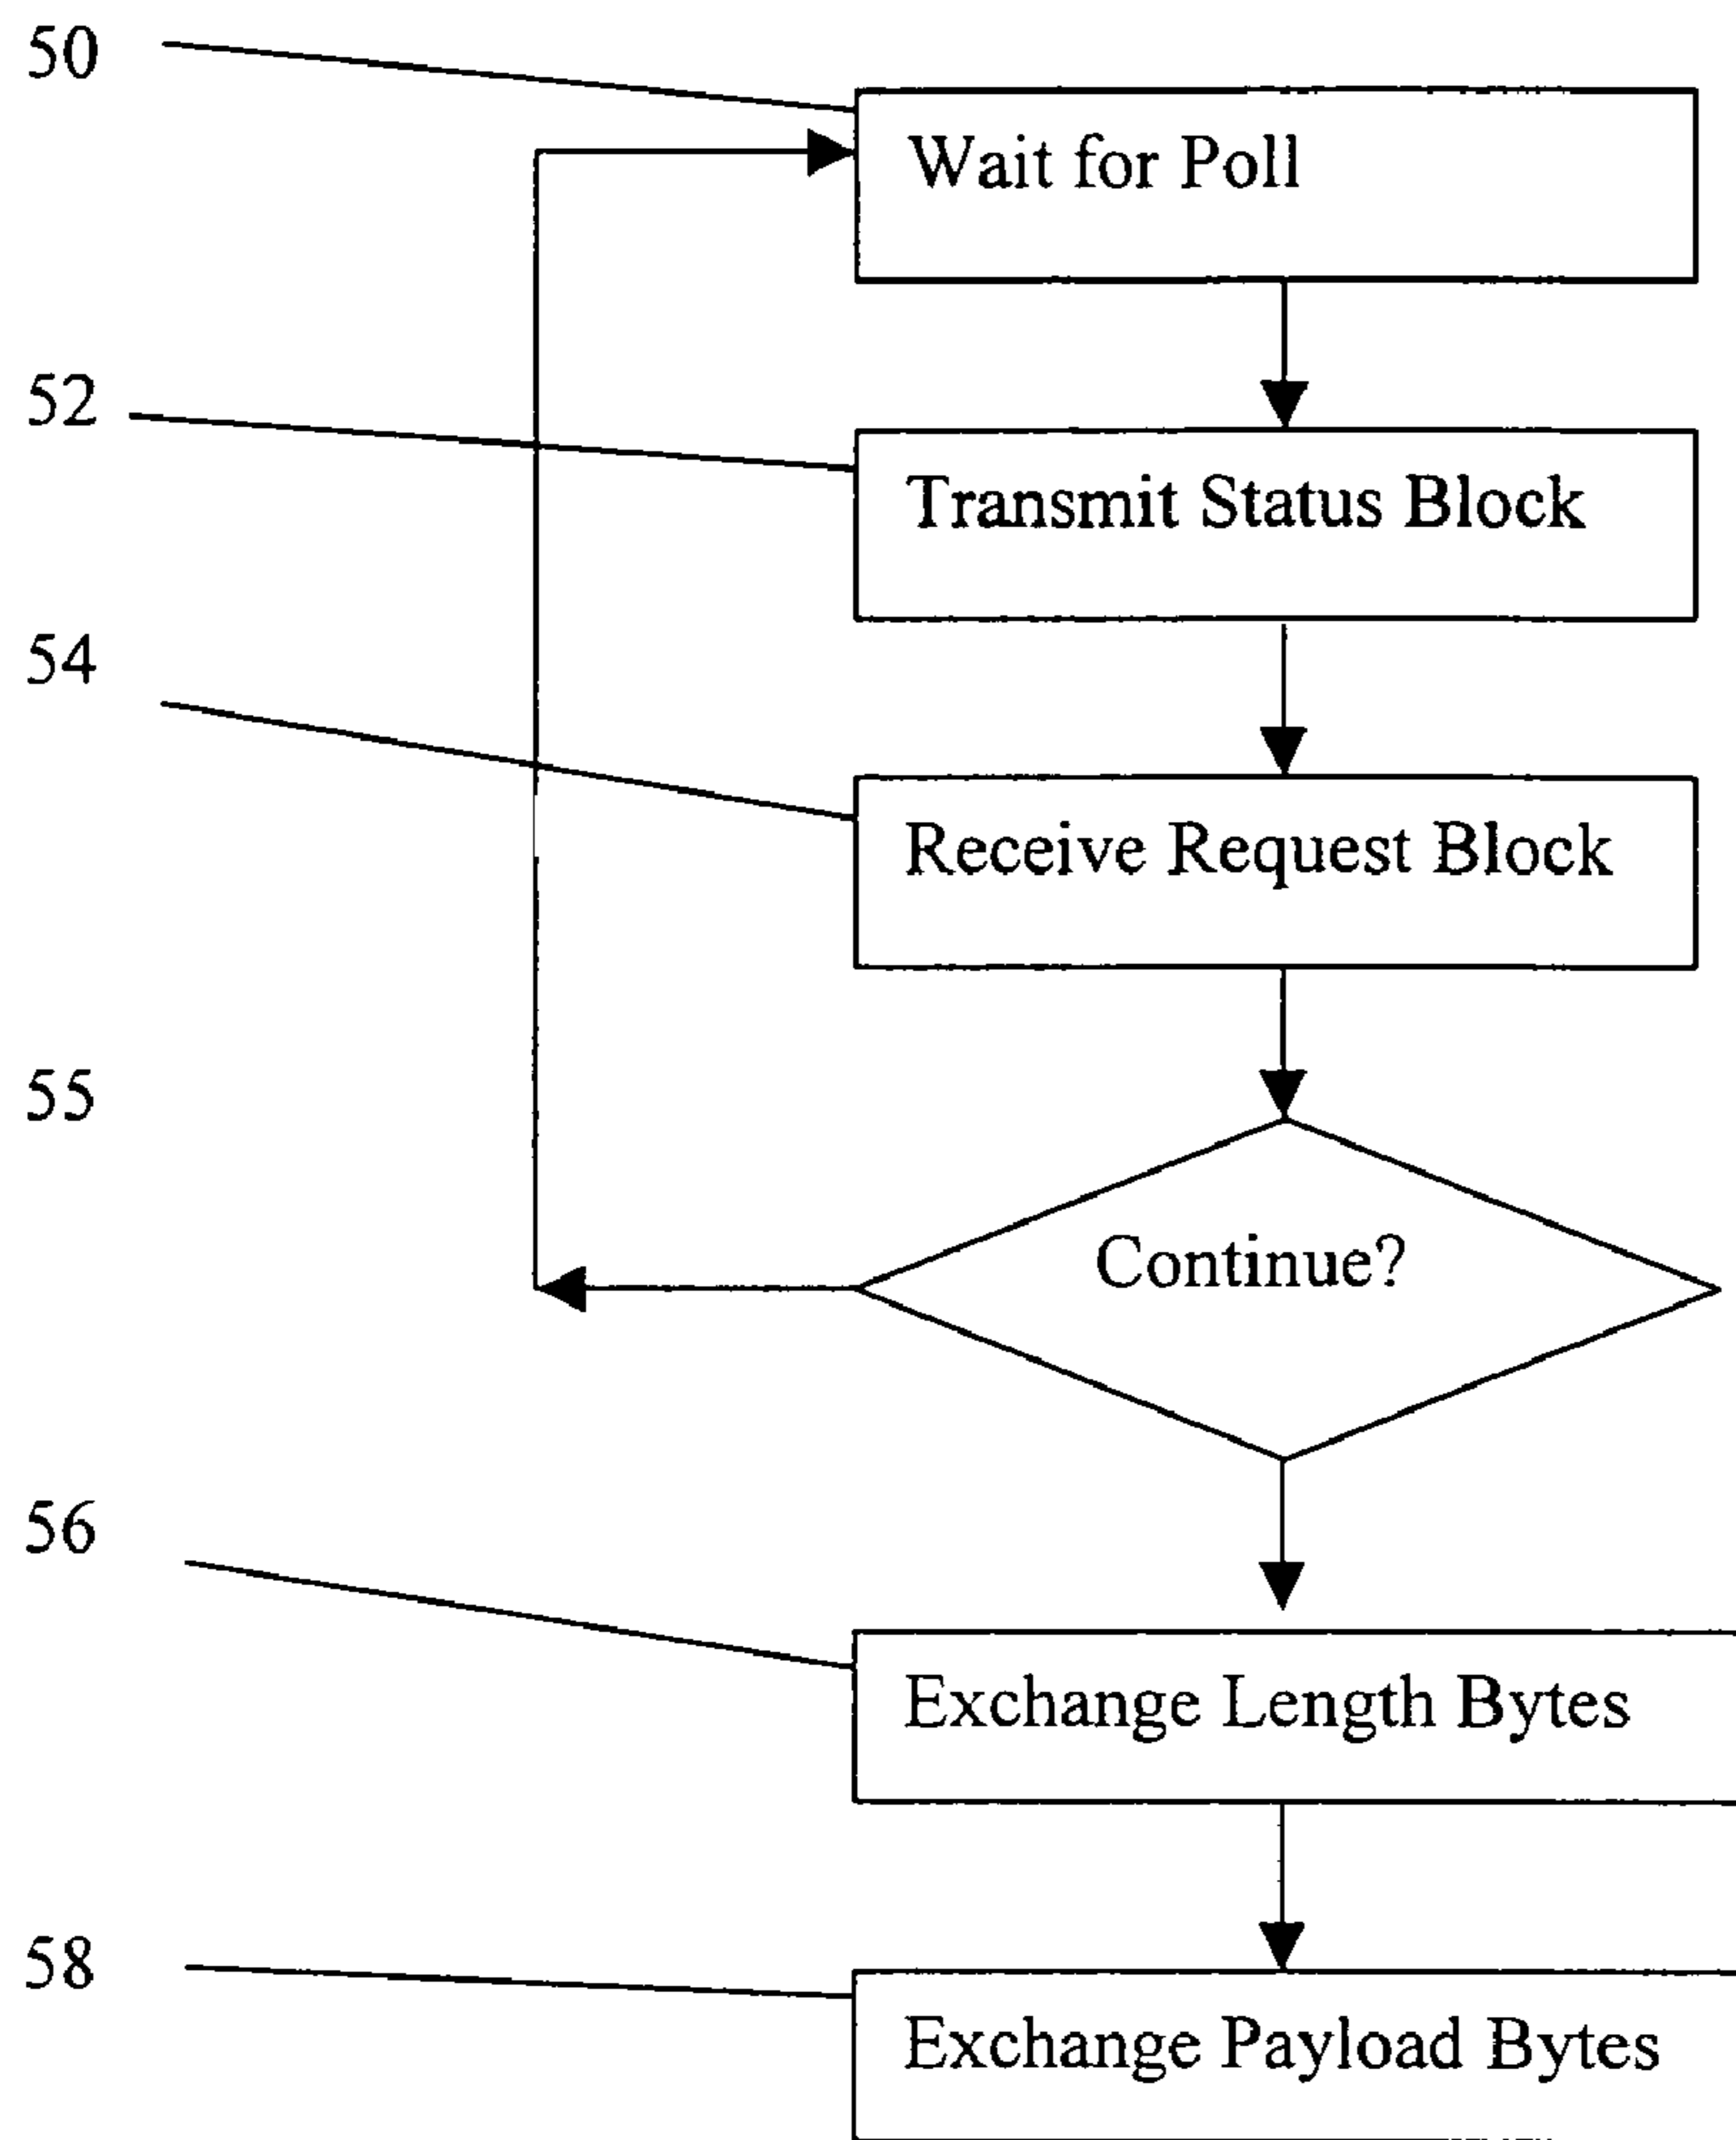 50
Wait for Poll
52
Transmit Status Block
54
Receive Request Block
55
Continue?
56
Exchange Length Bytes
58
Exchange Payload Bytes